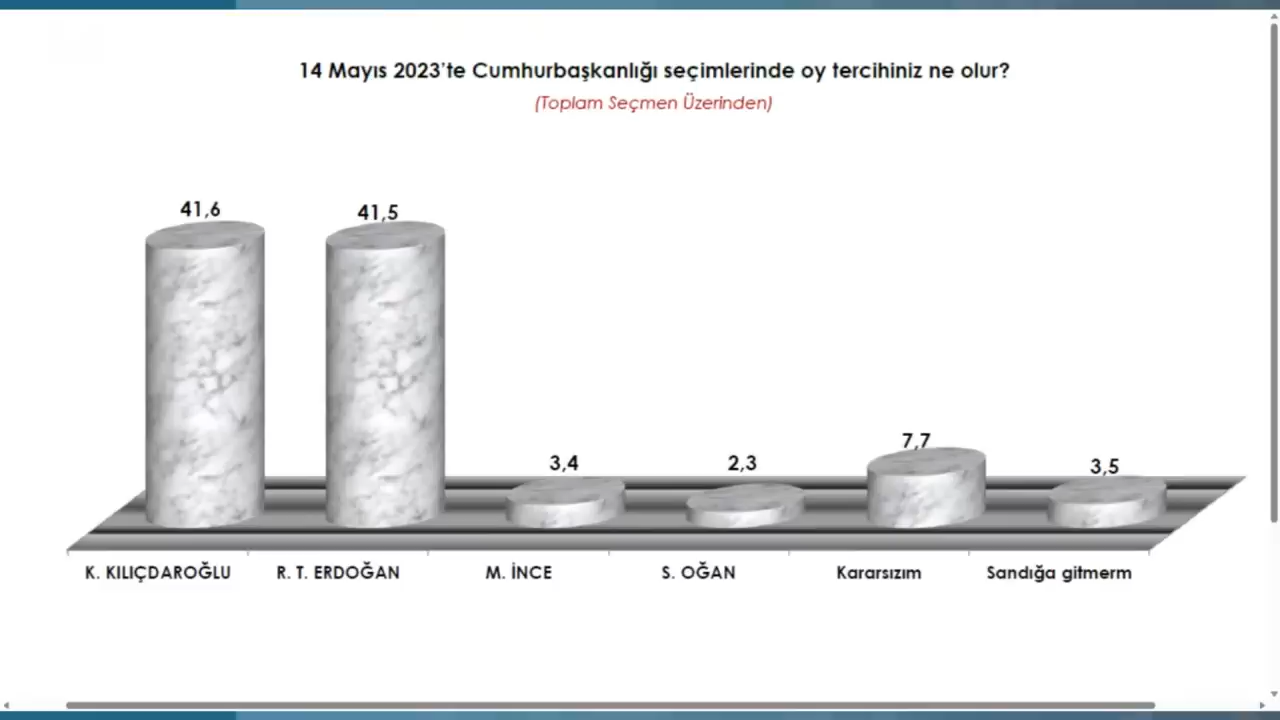 14 Mayıs 2023'te Cumhurbaşkanlığı seçimlerinde oy tercihiniz ne olur?
(Toplam Seçmen Üzerinden)
41,6
41,5
3,4
2,3
7,7
3,5
K. KILIÇDAROĞLU
R. T. ERDOĞAN
M. İNCE
S. OĞAN
Kararsızım
Sandığa gitmerm